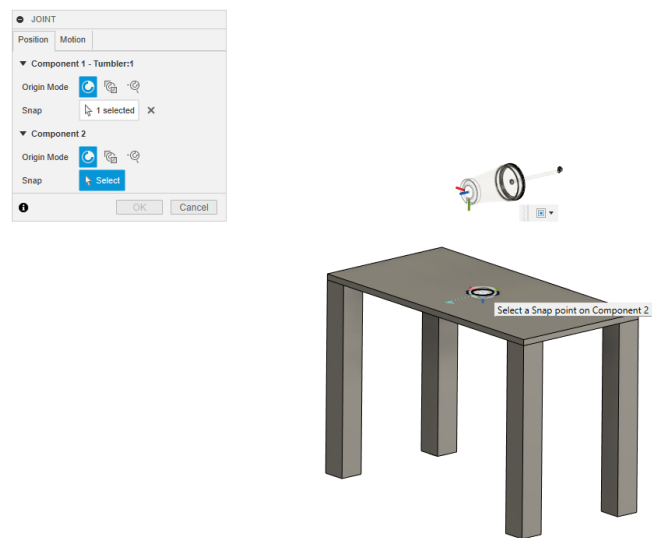 JOINT
Position Motion
Component 1 - Tumbler:1
Origin Mode
Snap 1 selected
Component 2
Origin Mode
Snap Select
OK Cancel
Select a Snap point on Component 2